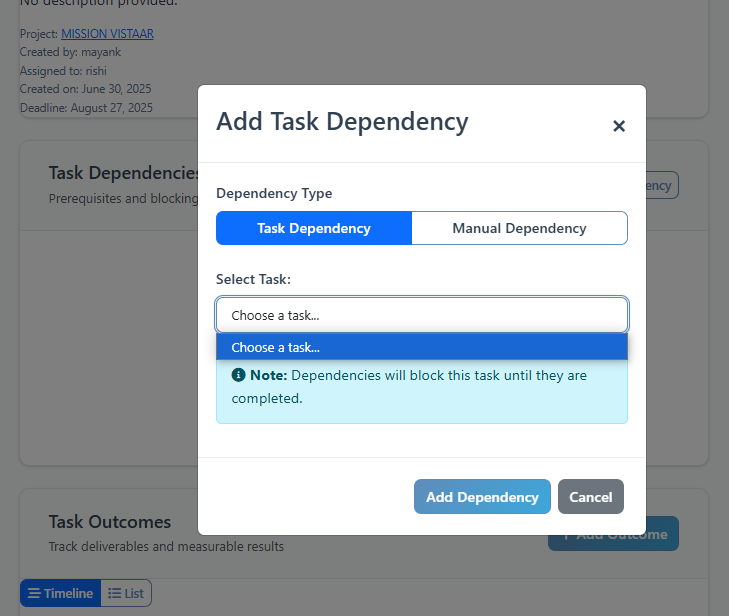 No description provided.
Project: MISSION VISTAAR
Created by: mayank
Assigned to: rishi
Created on: June 30, 2025
Deadline: August 27, 2025
Add Task Dependency
×
Task Dependencies
Prerequisites and blocking
ency
Dependency Type
Task Dependency
Manual Dependency
Select Task:
Choose a task...
Choose a task...
Note: Dependencies will block this task until they are
completed.
Add Dependency
Cancel
Task Outcomes
Track deliverables and measurable results
+ Add Outcome
Timeline
List